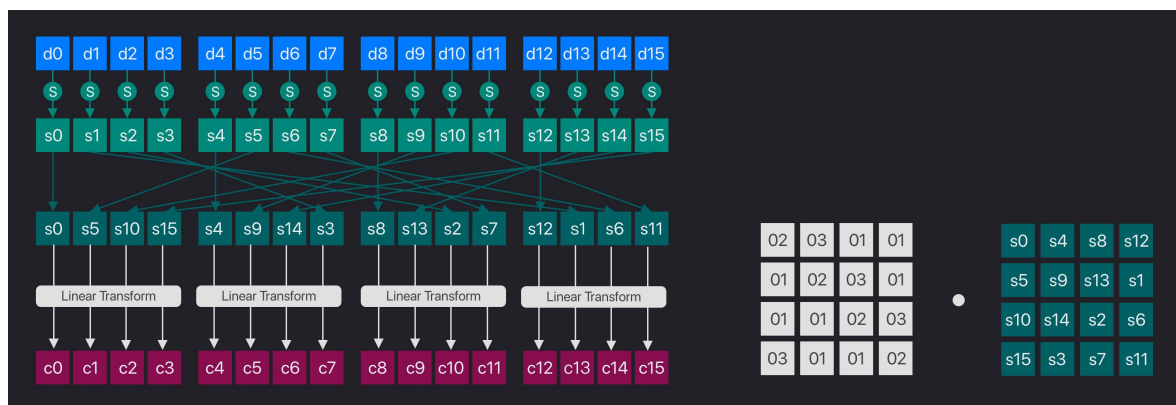 d0 d1 d2 d3 d4 d5 d6 d7 d8 d9 d10 d11 d12 d13 d14 d15
S S S S S S S S S S S S S S S S
s0 s1 s2 s3 s4 s5 s6 s7 s8 s9 s10 s11 s12 s13 s14 s15
s0 s5 s10 s15 s4 s9 s14 s3 s8 s13 s2 s7 s12 s1 s6 s11
Linear Transform Linear Transform Linear Transform Linear Transform
c0 c1 c2 c3 c4 c5 c6 c7 c8 c9 c10 c11 c12 c13 c14 c15
02 03 01 01
01 02 03 01
01 01 02 03
03 01 01 02
s0 s4 s8 s12
s5 s9 s13 s1
s10 s14 s2 s6
s15 s3 s7 s11